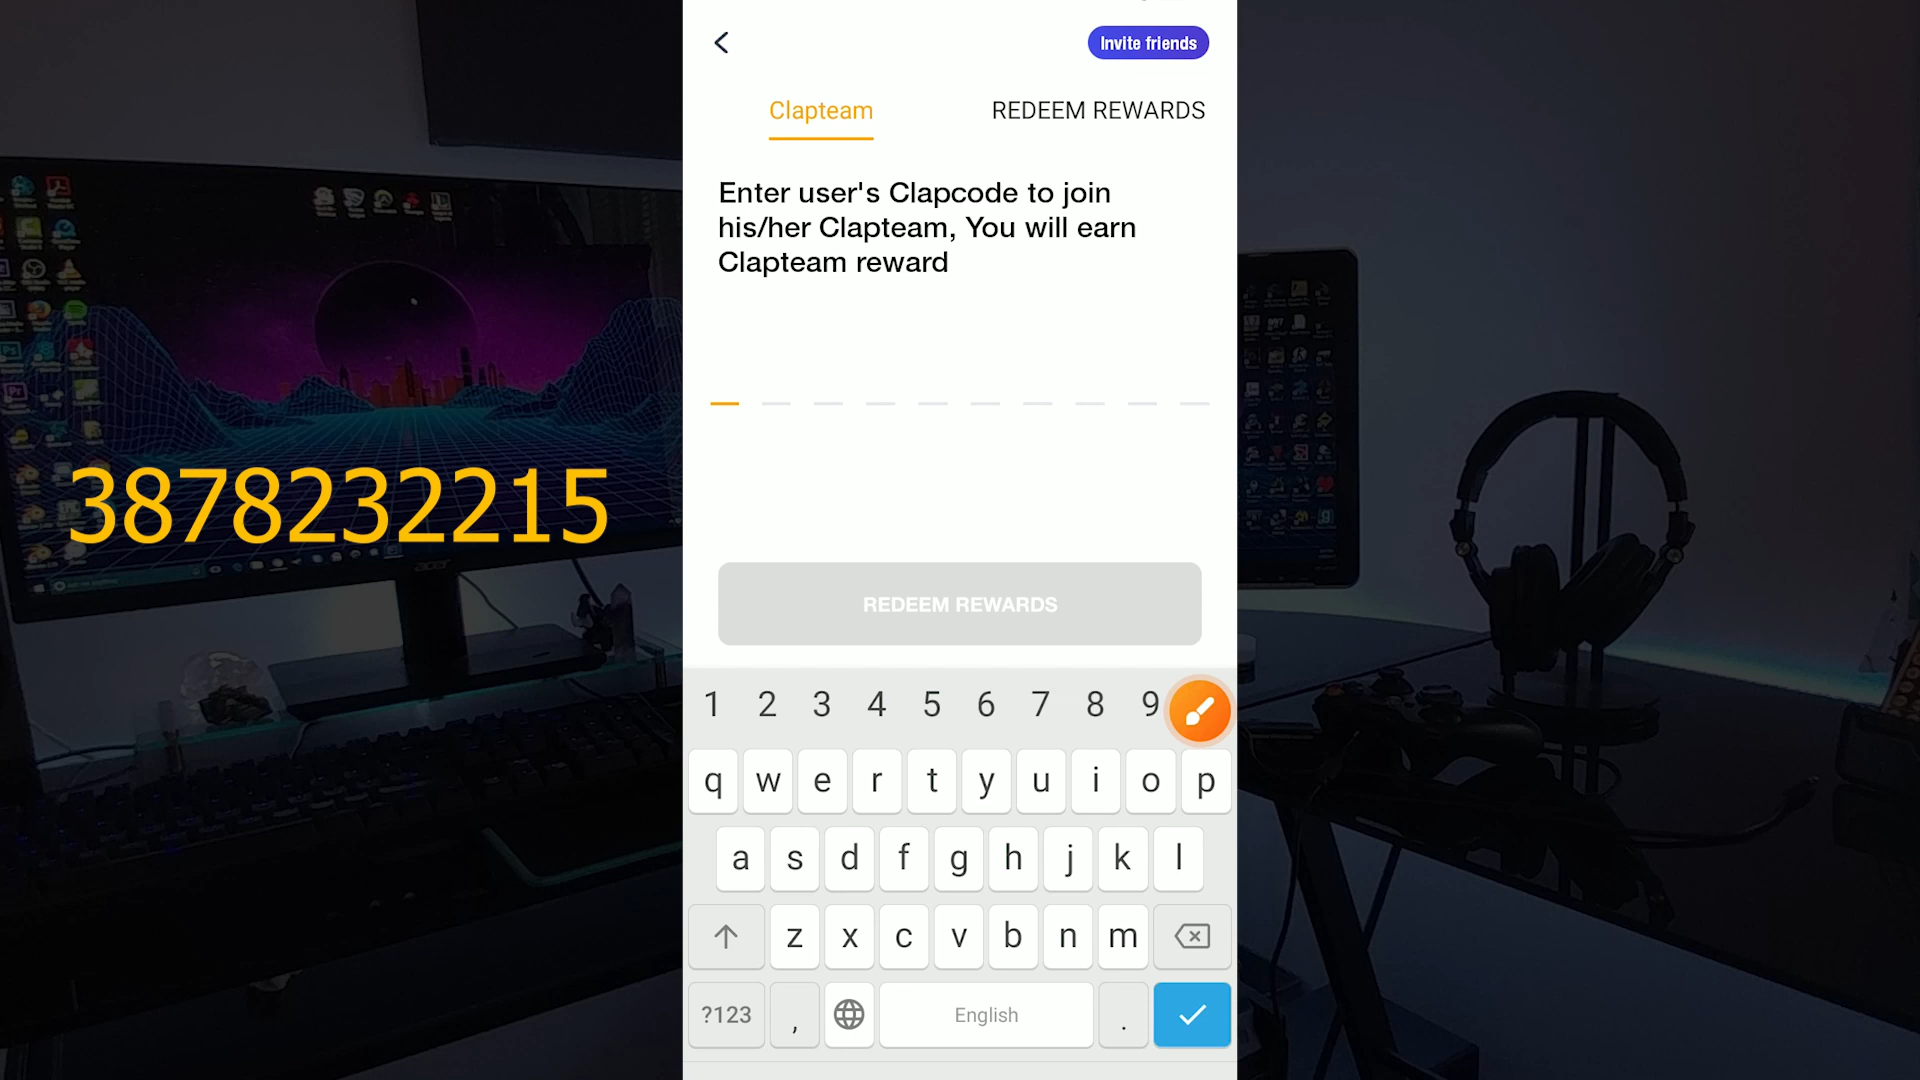 Invite friends
Clapteam
REDEEM REWARDS
Enter user's Clapcode to join
his/her Clapteam, You will earn
Clapteam reward
3878232215
REDEEM REWARDS
1 2 3 4 5 6 7 8 9
q w e r t y u i o p
a s d f g h j k l
z x c v b n m
?123 , English .
acer